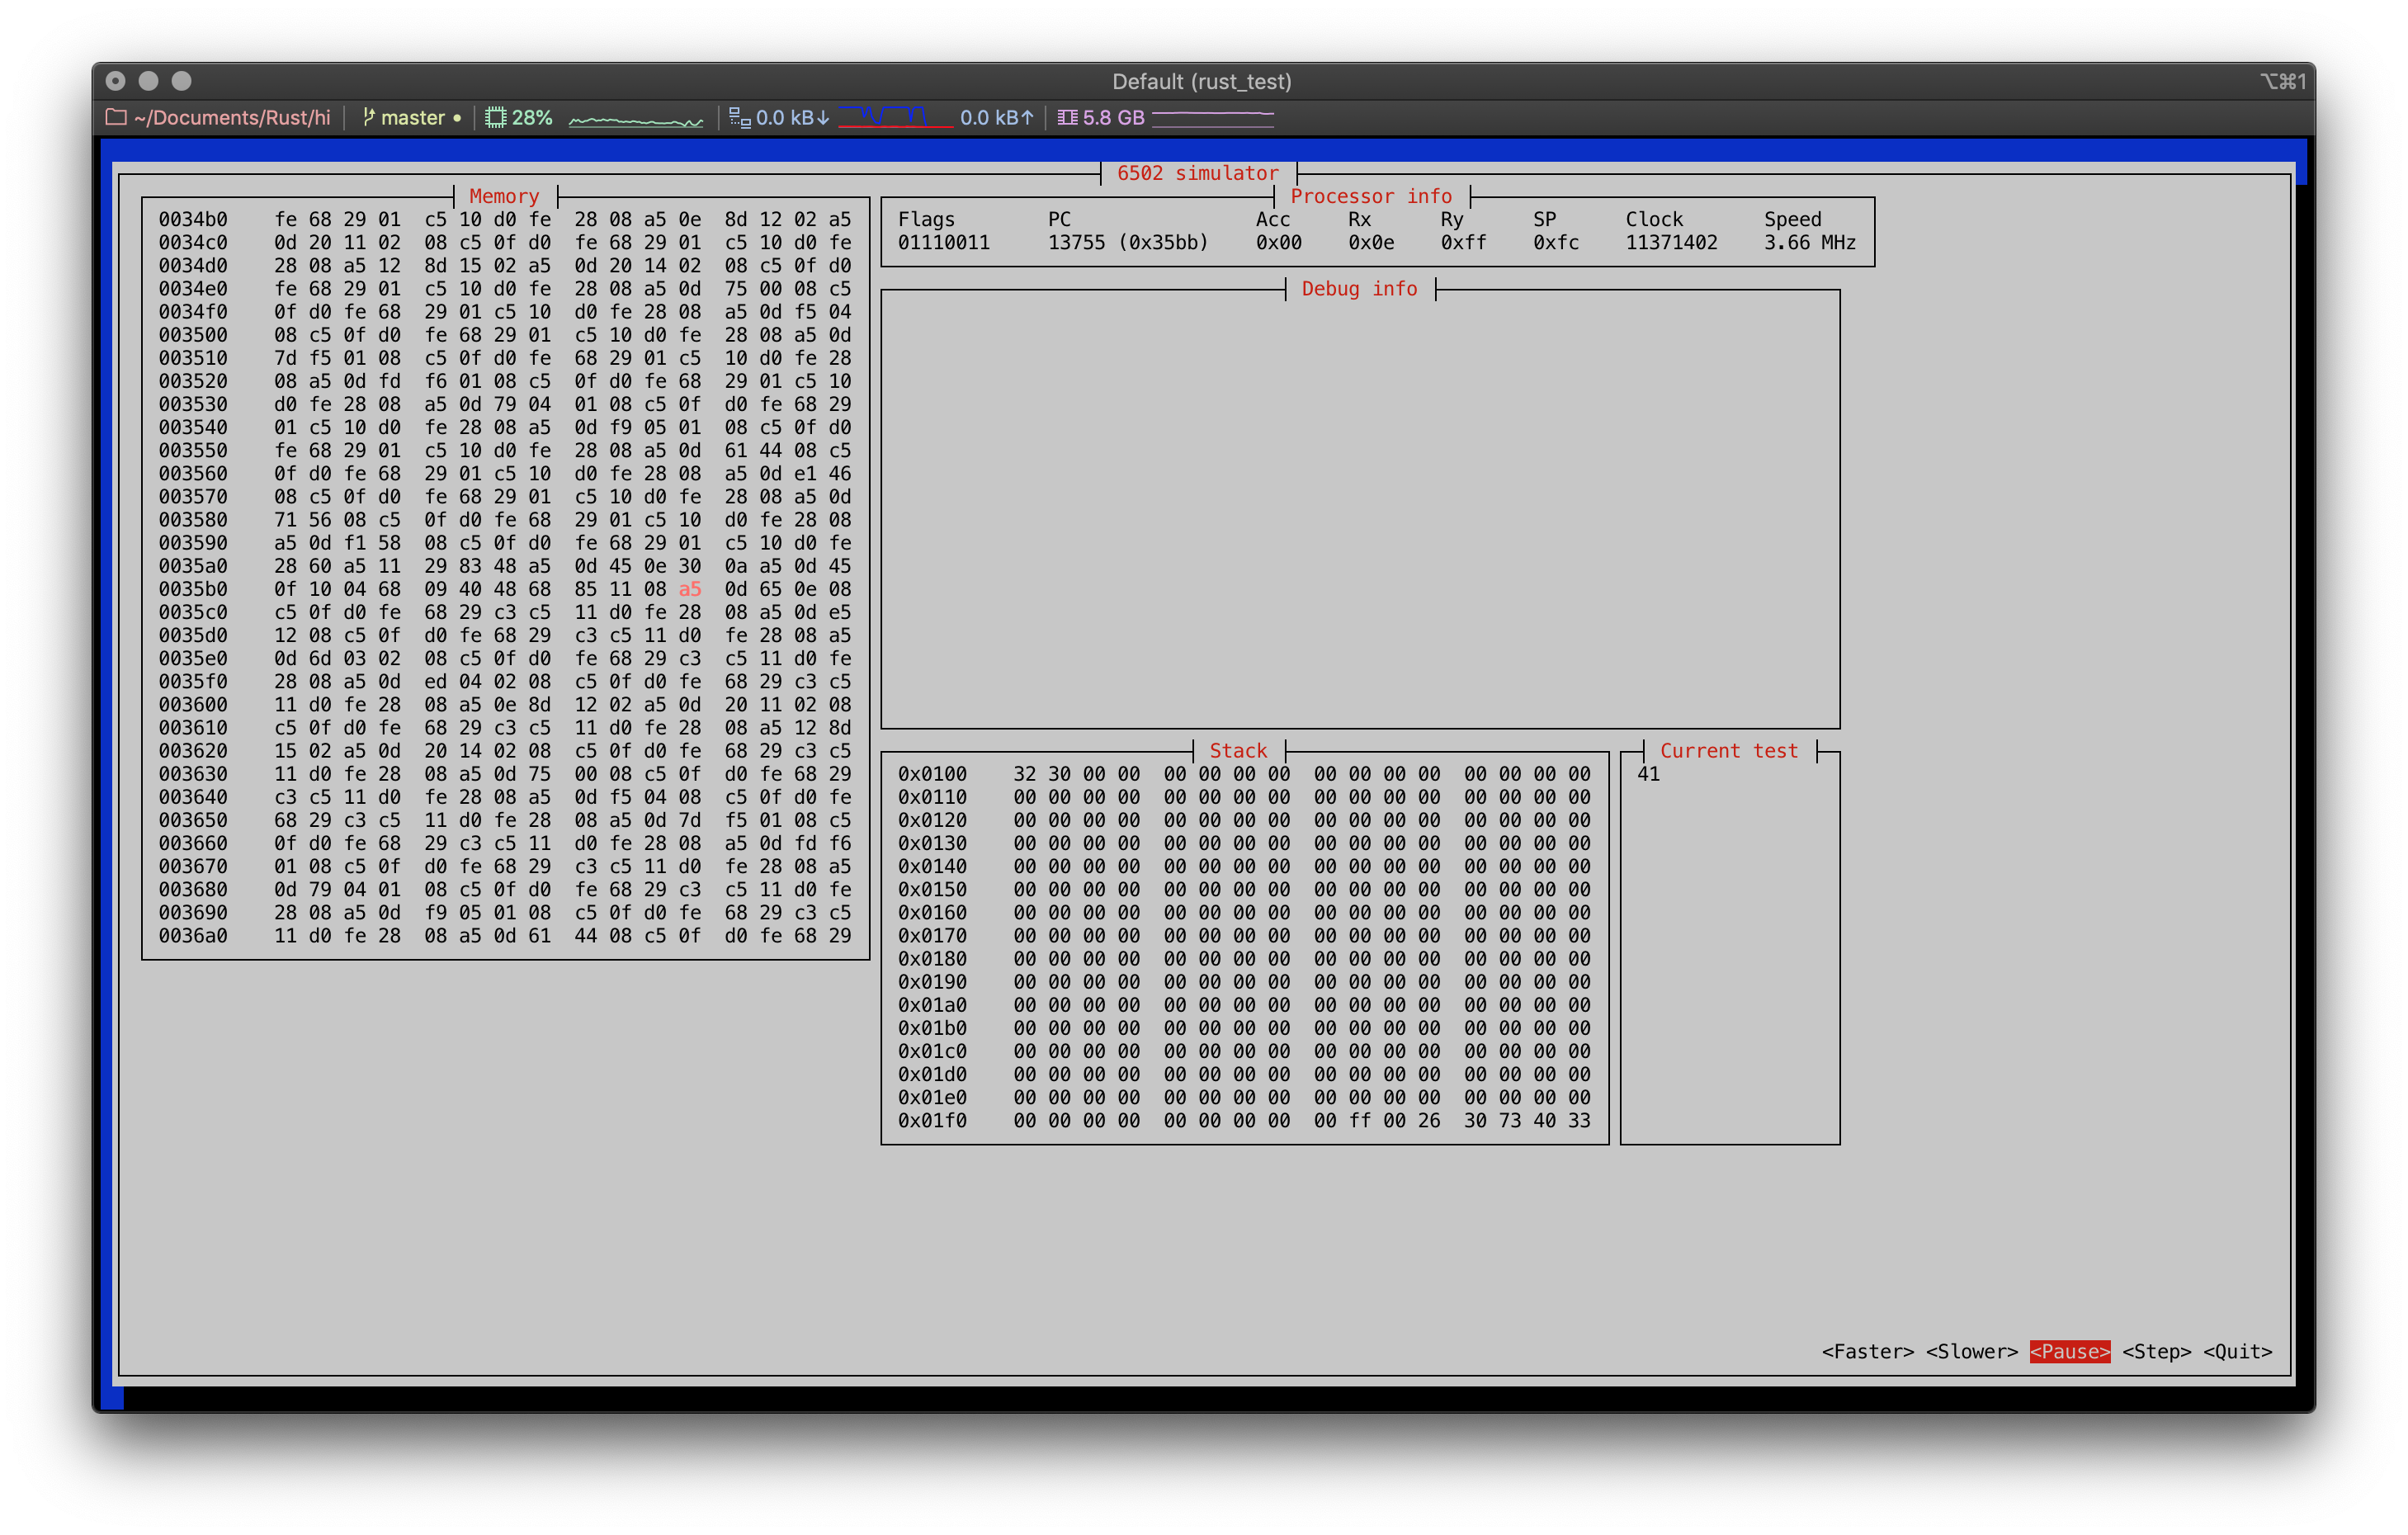 Default (rust_test)
⌥⌘1
~/Documents/Rust/hi master • 28% 0.0 kB↓ 0.0 kB↑ 5.8 GB
6502 simulator
Memory
0034b0 fe 68 29 01 c5 10 d0 fe 28 08 a5 0e 8d 12 02 a5
0034c0 0d 20 11 02 08 c5 0f d0 fe 68 29 01 c5 10 d0 fe
0034d0 28 08 a5 12 8d 15 02 a5 0d 20 14 02 08 c5 0f d0
0034e0 fe 68 29 01 c5 10 d0 fe 28 08 a5 0d 75 00 08 c5
0034f0 0f d0 fe 68 29 01 c5 10 d0 fe 28 08 a5 0d f5 04
003500 08 c5 0f d0 fe 68 29 01 c5 10 d0 fe 28 08 a5 0d
003510 7d f5 01 08 c5 0f d0 fe 68 29 01 c5 10 d0 fe 28
003520 08 a5 0d fd f6 01 08 c5 0f d0 fe 68 29 01 c5 10
003530 d0 fe 28 08 a5 0d 79 04 01 08 c5 0f d0 fe 68 29
003540 01 c5 10 d0 fe 28 08 a5 0d f9 05 01 08 c5 0f d0
003550 fe 68 29 01 c5 10 d0 fe 28 08 a5 0d 61 44 08 c5
003560 0f d0 fe 68 29 01 c5 10 d0 fe 28 08 a5 0d e1 46
003570 08 c5 0f d0 fe 68 29 01 c5 10 d0 fe 28 08 a5 0d
003580 71 56 08 c5 0f d0 fe 68 29 01 c5 10 d0 fe 28 08
003590 a5 0d f1 58 08 c5 0f d0 fe 68 29 01 c5 10 d0 fe
0035a0 28 60 a5 11 29 83 48 a5 0d 45 0e 30 0a a5 0d 45
0035b0 0f 10 04 68 09 40 48 68 85 11 08 a5 0d 65 0e 08
0035c0 c5 0f d0 fe 68 29 c3 c5 11 d0 fe 28 08 a5 0d e5
0035d0 12 08 c5 0f d0 fe 68 29 c3 c5 11 d0 fe 28 08 a5
0035e0 0d 6d 03 02 08 c5 0f d0 fe 68 29 c3 c5 11 d0 fe
0035f0 28 08 a5 0d ed 04 02 08 c5 0f d0 fe 68 29 c3 c5
003600 11 d0 fe 28 08 a5 0e 8d 12 02 a5 0d 20 11 02 08
003610 c5 0f d0 fe 68 29 c3 c5 11 d0 fe 28 08 a5 12 8d
003620 15 02 a5 0d 20 14 02 08 c5 0f d0 fe 68 29 c3 c5
003630 11 d0 fe 28 08 a5 0d 75 00 08 c5 0f d0 fe 68 29
003640 c3 c5 11 d0 fe 28 08 a5 0d f5 04 08 c5 0f d0 fe
003650 68 29 c3 c5 11 d0 fe 28 08 a5 0d 7d f5 01 08 c5
003660 0f d0 fe 68 29 c3 c5 11 d0 fe 28 08 a5 0d fd f6
003670 01 08 c5 0f d0 fe 68 29 c3 c5 11 d0 fe 28 08 a5
003680 0d 79 04 01 08 c5 0f d0 fe 68 29 c3 c5 11 d0 fe
003690 28 08 a5 0d f9 05 01 08 c5 0f d0 fe 68 29 c3 c5
0036a0 11 d0 fe 28 08 a5 0d 61 44 08 c5 0f d0 fe 68 29
Processor info
Flags PC Acc Rx Ry SP Clock Speed
01110011 13755 (0x35bb) 0x00 0x0e 0xff 0xfc 11371402 3.66 MHz
Debug info
Stack
0x0100 32 30 00 00 00 00 00 00 00 00 00 00 00 00 00 00
0x0110 00 00 00 00 00 00 00 00 00 00 00 00 00 00 00 00
0x0120 00 00 00 00 00 00 00 00 00 00 00 00 00 00 00 00
0x0130 00 00 00 00 00 00 00 00 00 00 00 00 00 00 00 00
0x0140 00 00 00 00 00 00 00 00 00 00 00 00 00 00 00 00
0x0150 00 00 00 00 00 00 00 00 00 00 00 00 00 00 00 00
0x0160 00 00 00 00 00 00 00 00 00 00 00 00 00 00 00 00
0x0170 00 00 00 00 00 00 00 00 00 00 00 00 00 00 00 00
0x0180 00 00 00 00 00 00 00 00 00 00 00 00 00 00 00 00
0x0190 00 00 00 00 00 00 00 00 00 00 00 00 00 00 00 00
0x01a0 00 00 00 00 00 00 00 00 00 00 00 00 00 00 00 00
0x01b0 00 00 00 00 00 00 00 00 00 00 00 00 00 00 00 00
0x01c0 00 00 00 00 00 00 00 00 00 00 00 00 00 00 00 00
0x01d0 00 00 00 00 00 00 00 00 00 00 00 00 00 00 00 00
0x01e0 00 00 00 00 00 00 00 00 00 00 00 00 00 00 00 00
0x01f0 00 00 00 00 00 00 00 00 00 ff 00 26 30 73 40 33
Current test
41
<Faster> <Slower> <Pause> <Step> <Quit>